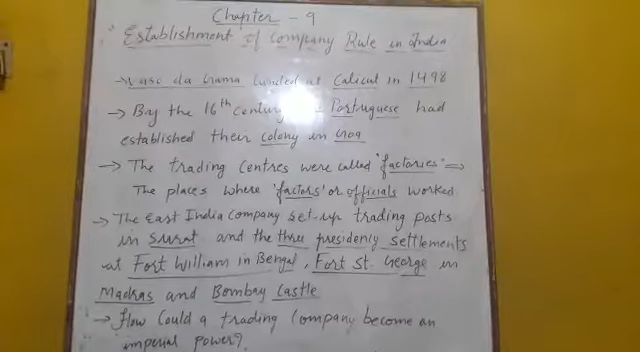 Chapter - 9
Establishment of Company Rule in India
→ Vasc da Gama landed at Calicut in 1498
→ By the 16th century Portuguese had
established their colony in Goa
→ The trading centres were called 'factories' ⇒
The places where 'factors' or officials worked.
→ The East India Company set-up trading posts
in Surat and the three presidency settlements
at Fort William in Bengal, Fort St. George in
Madras and Bombay Castle
→ How Could a trading Company become an
imperial power?